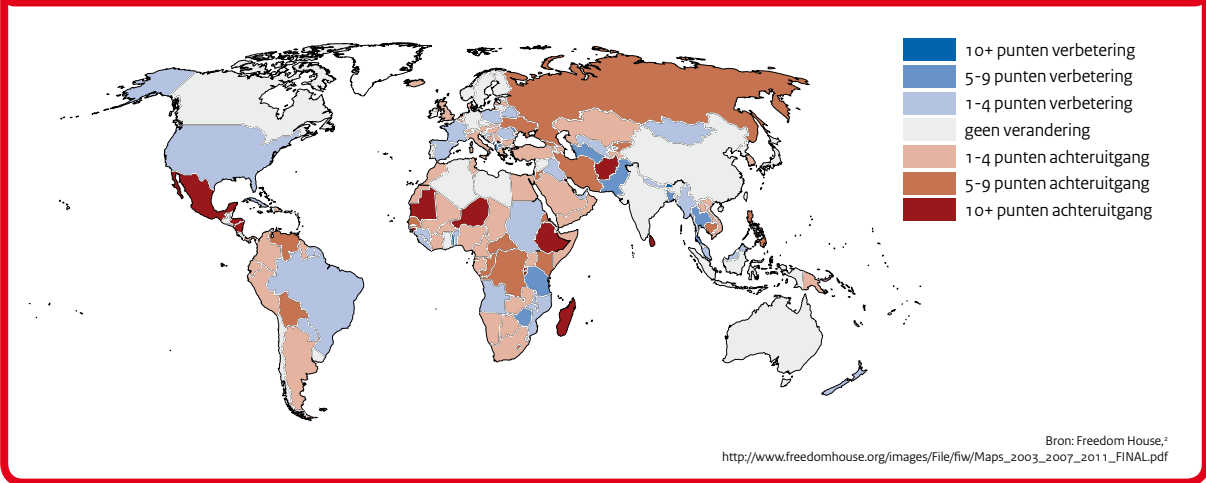 10+ punten verbetering
5-9 punten verbetering
1-4 punten verbetering
geen verandering
1-4 punten achteruitgang
5-9 punten achteruitgang
10+ punten achteruitgang
Bron: Freedom House,²
http://www.freedomhouse.org/images/File/fiw/Maps_2003_2007_2011_FINAL.pdf